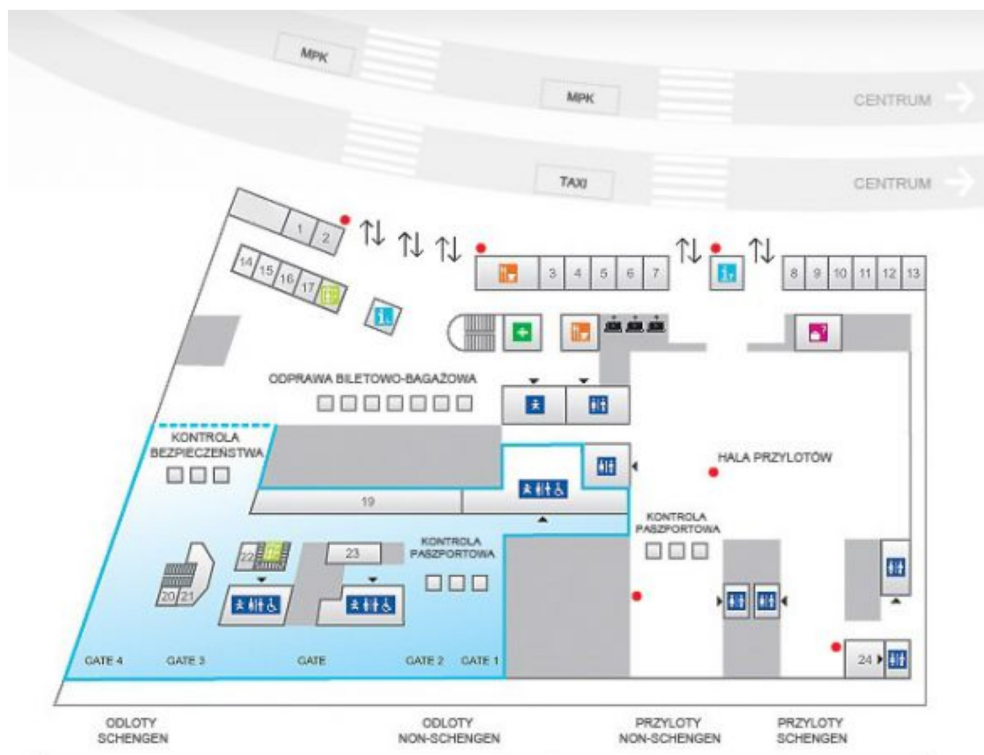 MPK
MPK
CENTRUM
TAXI
CENTRUM
1
2
14
15
16
17
3
4
5
6
7
8
9
10
11
12
13
ODPRAWA BILETOWO-BAGAŻOWA
KONTROLA
BEZPIECZEŃSTWA
HALA PRZYLOTÓW
19
KONTROLA
PASZPORTOWA
22
23
KONTROLA
PASZPORTOWA
20
21
24
GATE 4
GATE 3
GATE
GATE 2
GATE 1
ODLOTY
SCHENGEN
ODLOTY
NON-SCHENGEN
PRZYLOTY
NON-SCHENGEN
PRZYLOTY
SCHENGEN